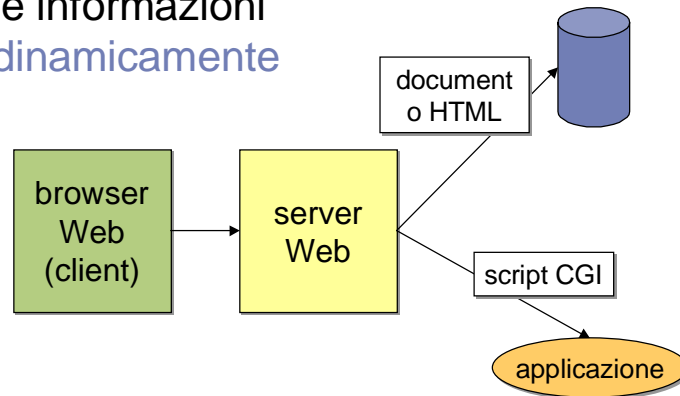 e informazioni
dinamicamente
document
o HTML
browser
Web
(client)
server
Web
script CGI
applicazione